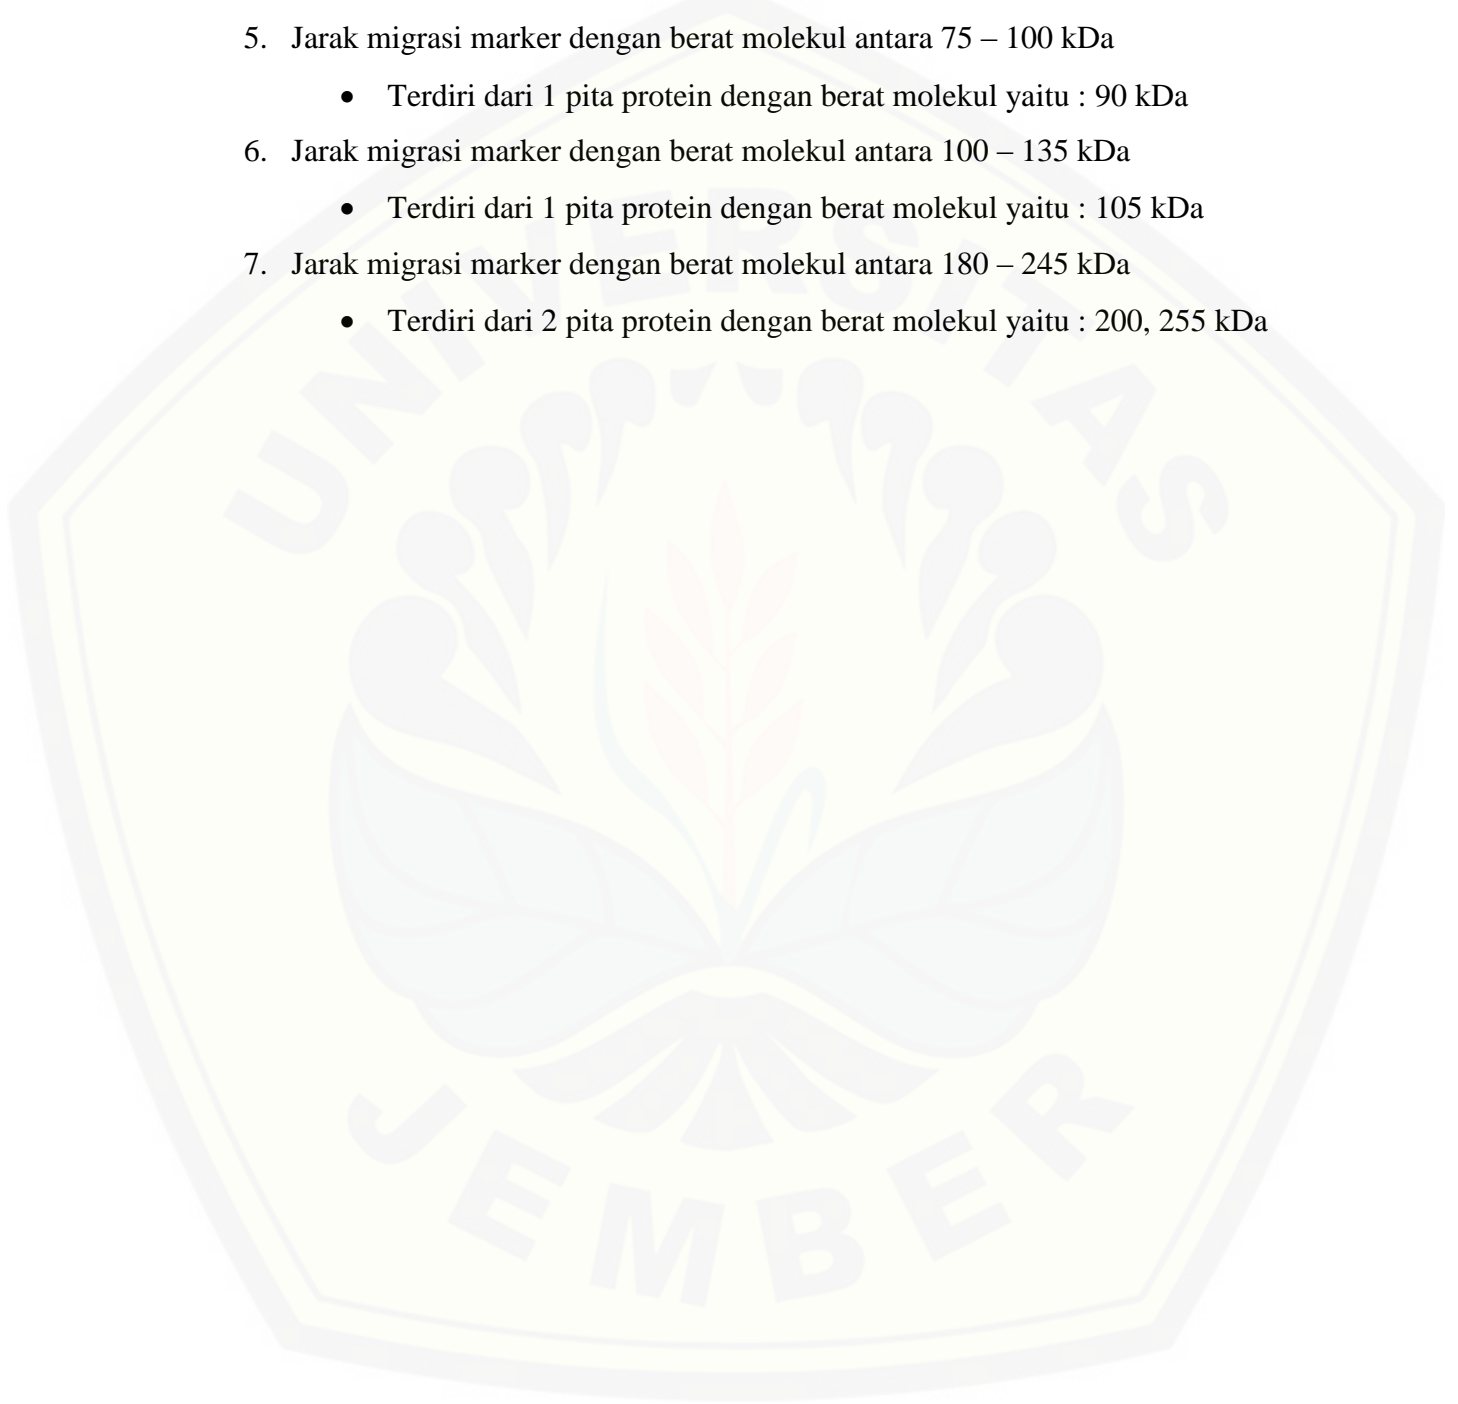 5. Jarak migrasi marker dengan berat molekul antara 75 – 100 kDa
• Terdiri dari 1 pita protein dengan berat molekul yaitu : 90 kDa
6. Jarak migrasi marker dengan berat molekul antara 100 – 135 kDa
• Terdiri dari 1 pita protein dengan berat molekul yaitu : 105 kDa
7. Jarak migrasi marker dengan berat molekul antara 180 – 245 kDa
• Terdiri dari 2 pita protein dengan berat molekul yaitu : 200, 255 kDa
UNIVERSITAS
JEMBER